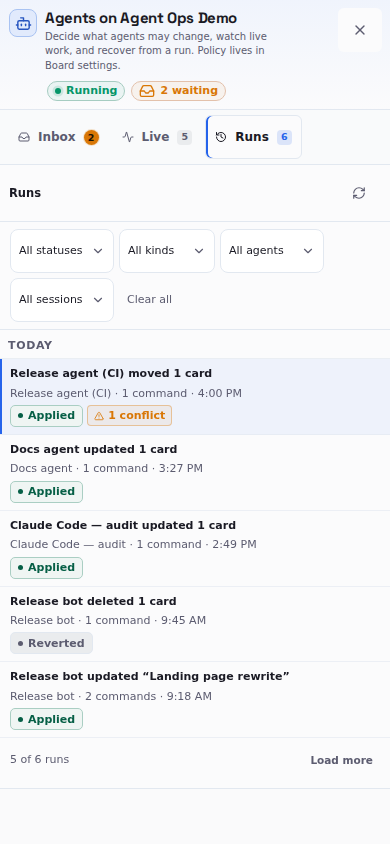 Agents on Agent Ops Demo
Decide what agents may change, watch live
work, and recover from a run. Policy lives in
Board settings.
Running
2 waiting
Inbox 2
Live 5
Runs 6
Runs
All statuses
All kinds
All agents
All sessions
Clear all
TODAY
Release agent (CI) moved 1 card
Release agent (CI) · 1 command · 4:00 PM
Applied
1 conflict
Docs agent updated 1 card
Docs agent · 1 command · 3:27 PM
Applied
Claude Code — audit updated 1 card
Claude Code — audit · 1 command · 2:49 PM
Applied
Release bot deleted 1 card
Release bot · 1 command · 9:45 AM
Reverted
Release bot updated “Landing page rewrite”
Release bot · 2 commands · 9:18 AM
Applied
5 of 6 runs
Load more